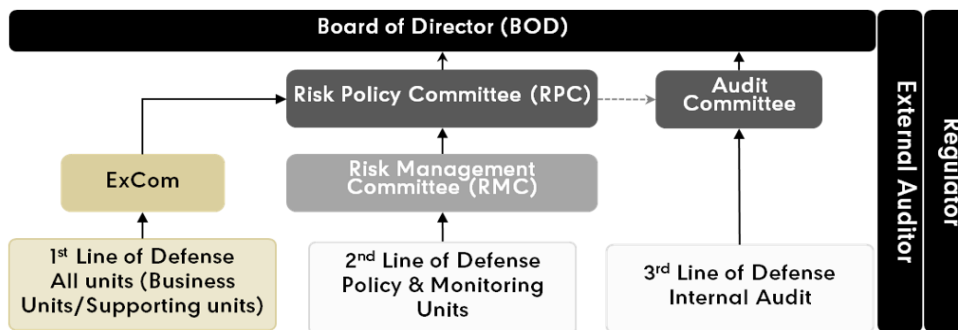 Board of Director (BOD)
Risk Policy Committee (RPC)
Audit
Committee
ExCom
Risk Management
Committee (RMC)
1st Line of Defense
All units (Business
Units/Supporting units)
2nd Line of Defense
Policy & Monitoring
Units
3rd Line of Defense
Internal Audit
External Auditor
Regulator